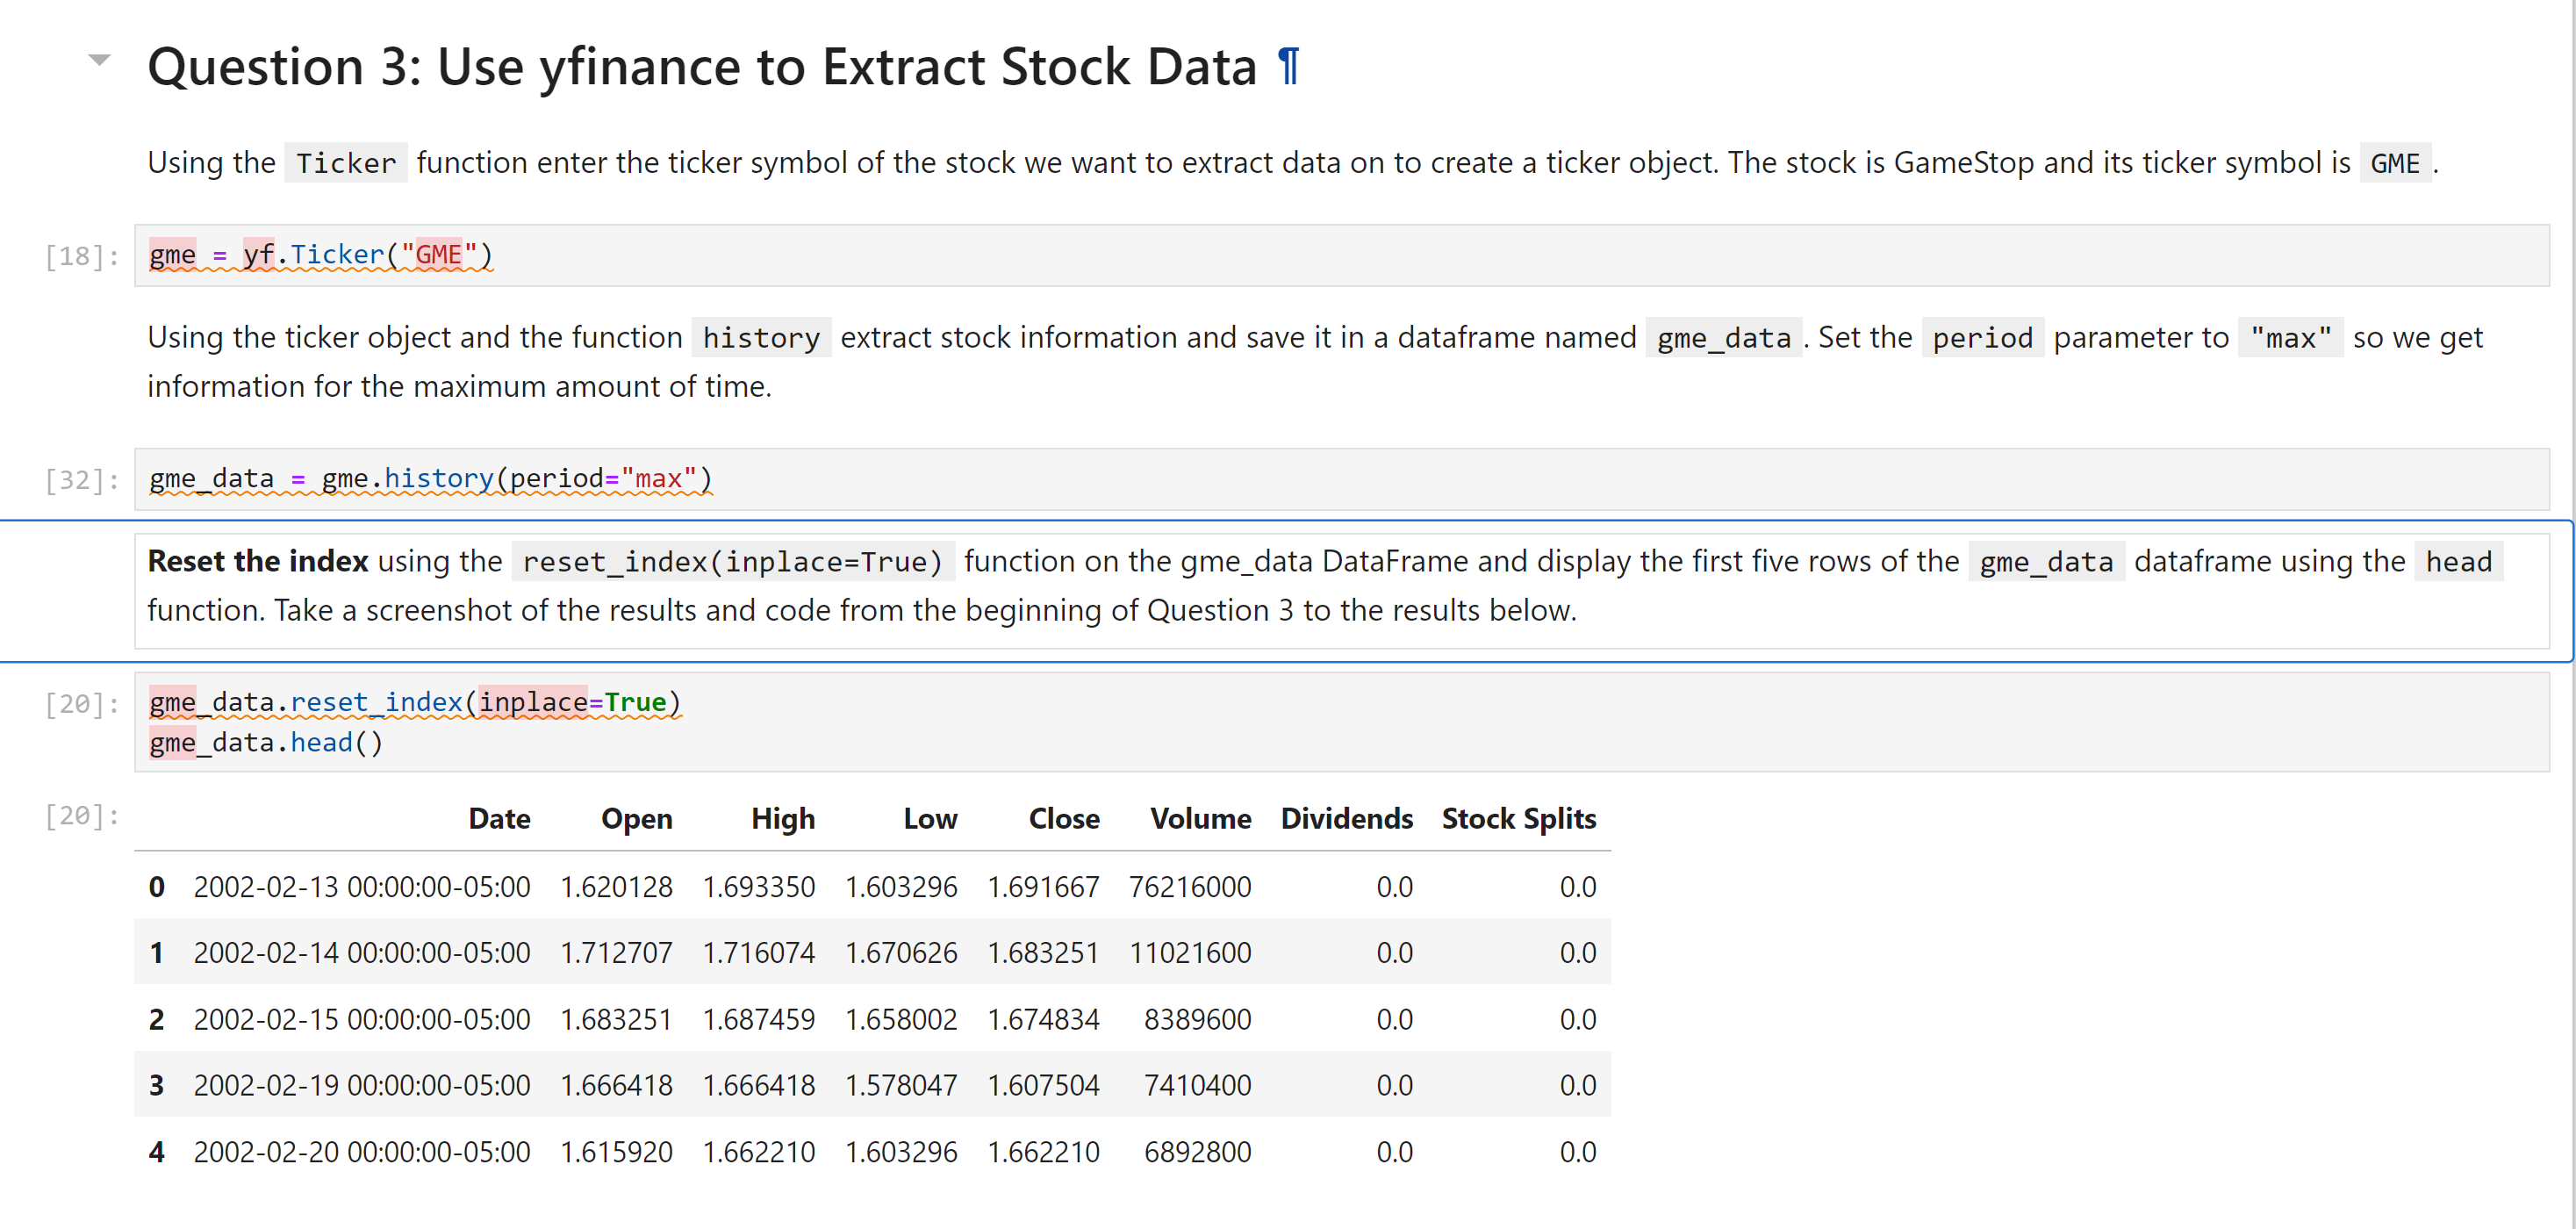 Question 3: Use yfinance to Extract Stock Data ¶
Using the Ticker function enter the ticker symbol of the stock we want to extract data on to create a ticker object. The stock is GameStop and its ticker symbol is GME.
[18]: gme = yf.Ticker("GME")
Using the ticker object and the function history extract stock information and save it in a dataframe named gme_data. Set the period parameter to "max" so we get
information for the maximum amount of time.
[32]: gme_data = gme.history(period="max")
Reset the index using the reset_index(inplace=True) function on the gme_data DataFrame and display the first five rows of the gme_data dataframe using the head
function. Take a screenshot of the results and code from the beginning of Question 3 to the results below.
[20]: gme_data.reset_index(inplace=True)
gme_data.head()
[20]: Date Open High Low Close Volume Dividends Stock Splits
0 2002-02-13 00:00:00-05:00 1.620128 1.693350 1.603296 1.691667 76216000 0.0 0.0
1 2002-02-14 00:00:00-05:00 1.712707 1.716074 1.670626 1.683251 11021600 0.0 0.0
2 2002-02-15 00:00:00-05:00 1.683251 1.687459 1.658002 1.674834 8389600 0.0 0.0
3 2002-02-19 00:00:00-05:00 1.666418 1.666418 1.578047 1.607504 7410400 0.0 0.0
4 2002-02-20 00:00:00-05:00 1.615920 1.662210 1.603296 1.662210 6892800 0.0 0.0